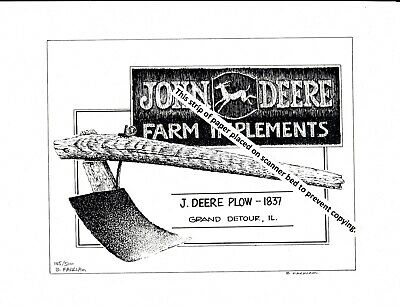 JOHN DEERE
FARM IMPLEMENTS
This strip of paper placed on scanner bed to prevent copying.
J. DEERE PLOW – 1837
GRAND DETOUR, IL.